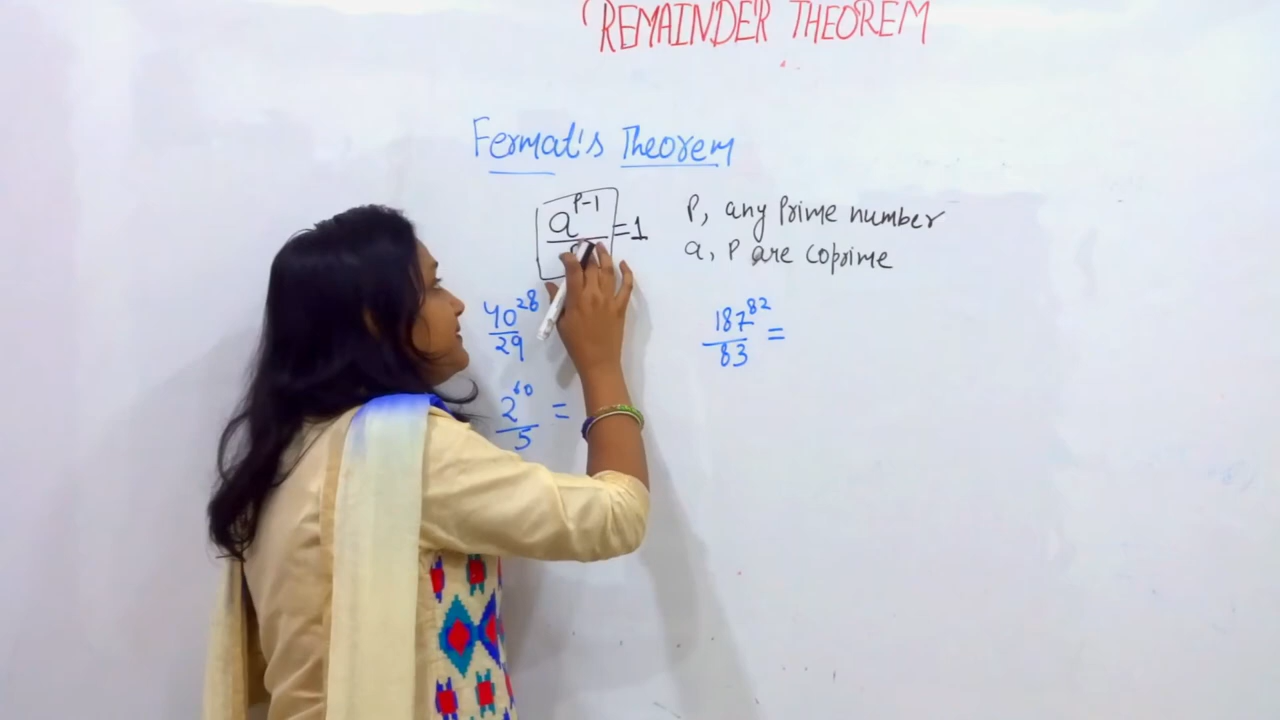 REMAINDER THEOREM
Fermat's Theorem
a^{P-1}/P = 1
P, any Prime number
a, P are coprime
40^{28}/29
187^{82}/83 =
2^{60}/5 =